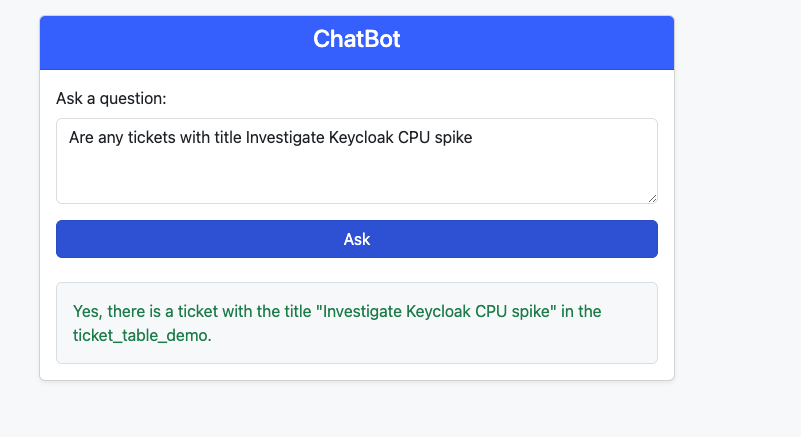 ChatBot
Ask a question:
Are any tickets with title Investigate Keycloak CPU spike
Ask
Yes, there is a ticket with the title "Investigate Keycloak CPU spike" in the
ticket_table_demo.